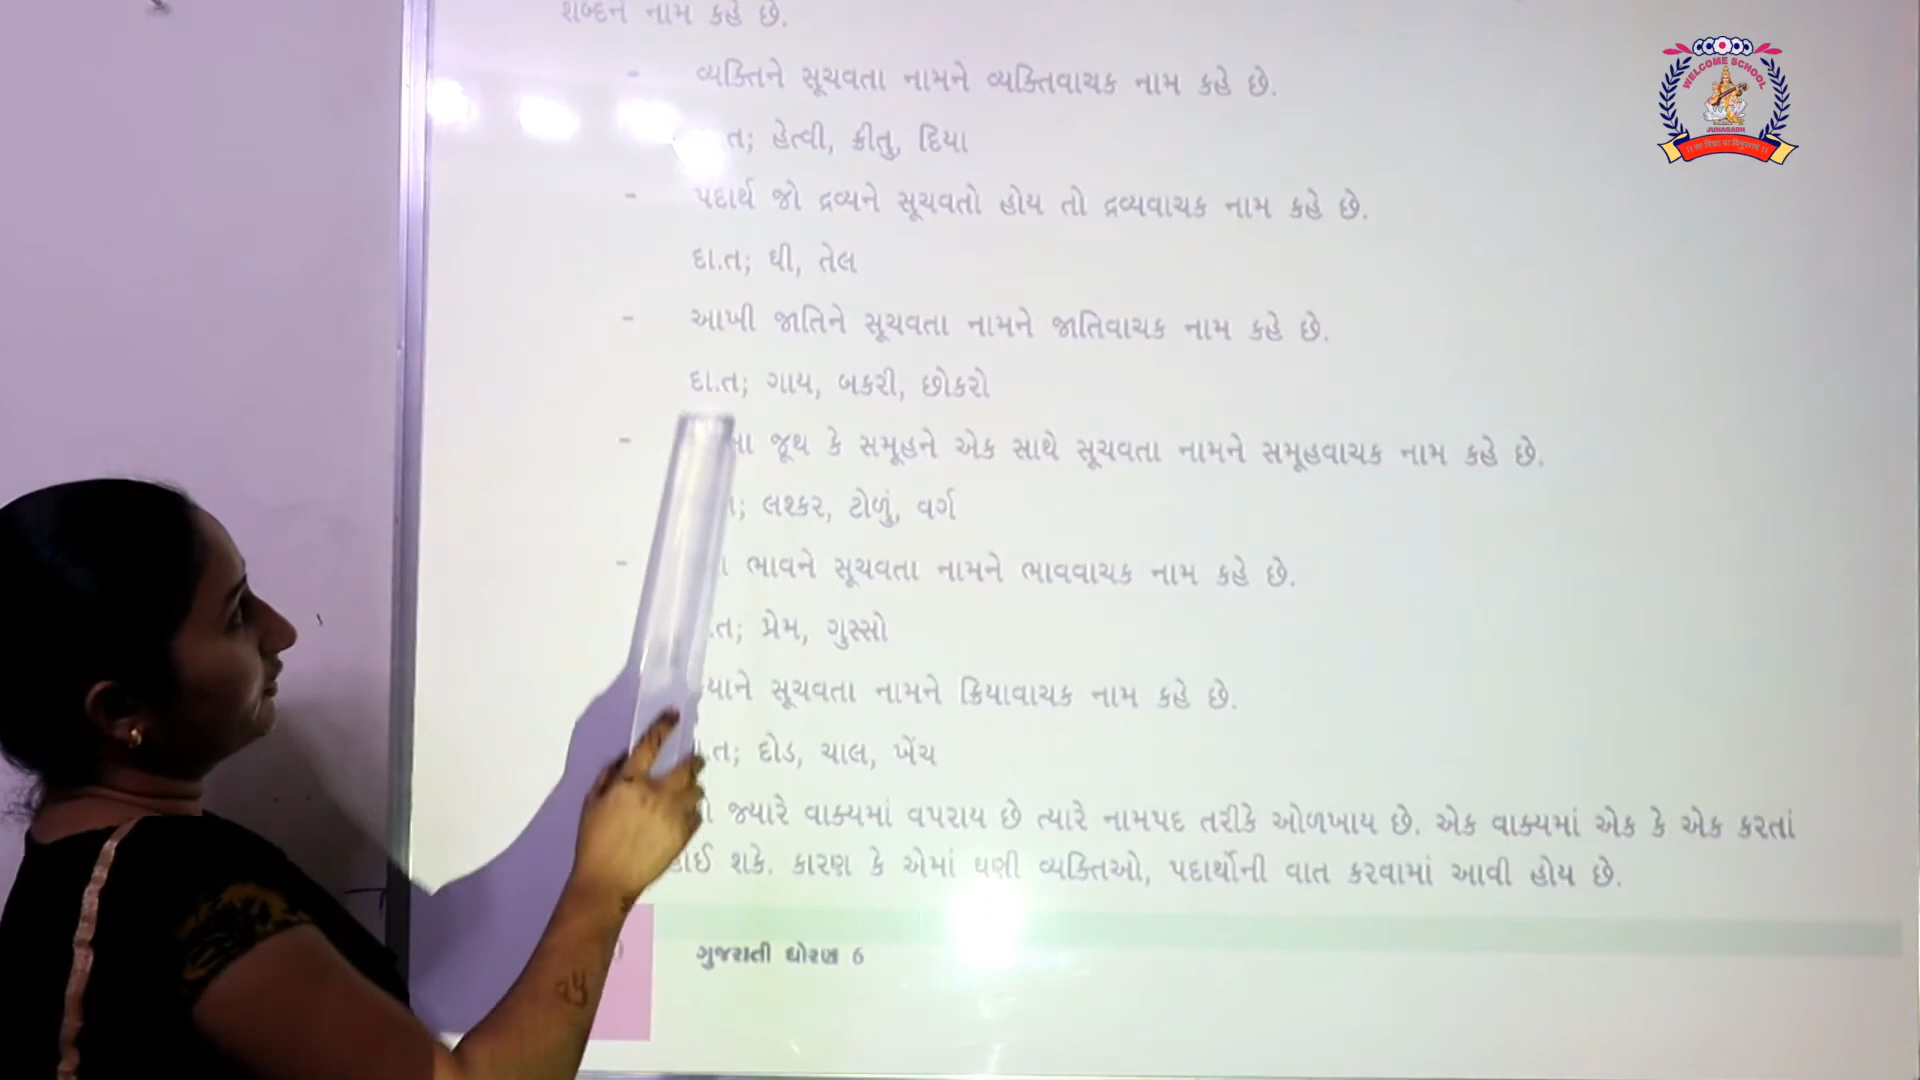 શબ્દને નામ કહે છે.
- વ્યક્તિને સૂચવતા નામને વ્યક્તિવાચક નામ કહે છે.
ત; હેત્વી, ક્રીતુ, દિયા
- પદાર્થ જો દ્રવ્યને સૂચવતો હોય તો દ્રવ્યવાચક નામ કહે છે.
દા.ત; ઘી, તેલ
- આખી જાતિને સૂચવતા નામને જાતિવાચક નામ કહે છે.
દા.ત; ગાય, બકરી, છોકરો
- જૂથ કે સમૂહને એક સાથે સૂચવતા નામને સમૂહવાચક નામ કહે છે.
લશ્કર, ટોળું, વર્ગ
- ભાવને સૂચવતા નામને ભાવવાચક નામ કહે છે.
.ત; પ્રેમ, ગુસ્સો
સૂચવતા નામને ક્રિયાવાચક નામ કહે છે.
.ત; દોડ, ચાલ, ખેંચ
જ્યારે વાક્યમાં વપરાય છે ત્યારે નામપદ તરીકે ઓળખાય છે. એક વાક્યમાં એક કે એક કરતાં
શકે. કારણ કે એમાં ઘણી વ્યક્તિઓ, પદાર્થોની વાત કરવામાં આવી હોય છે.
ગુજરાતી ધોરણ 6
WELCOME SCHOOL
JUNAGADH
॥ सा विद्या या विमुक्तये ॥